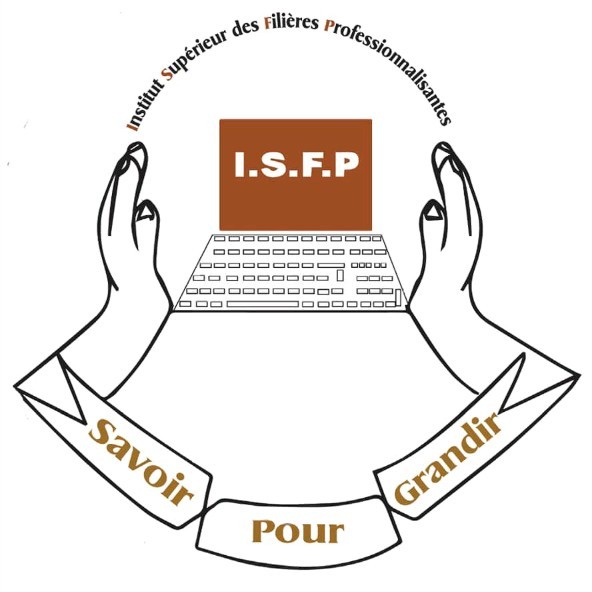 Institut Supérieur des Filières Professionnalisantes
I.S.F.P
Savoir
Pour
Grandir